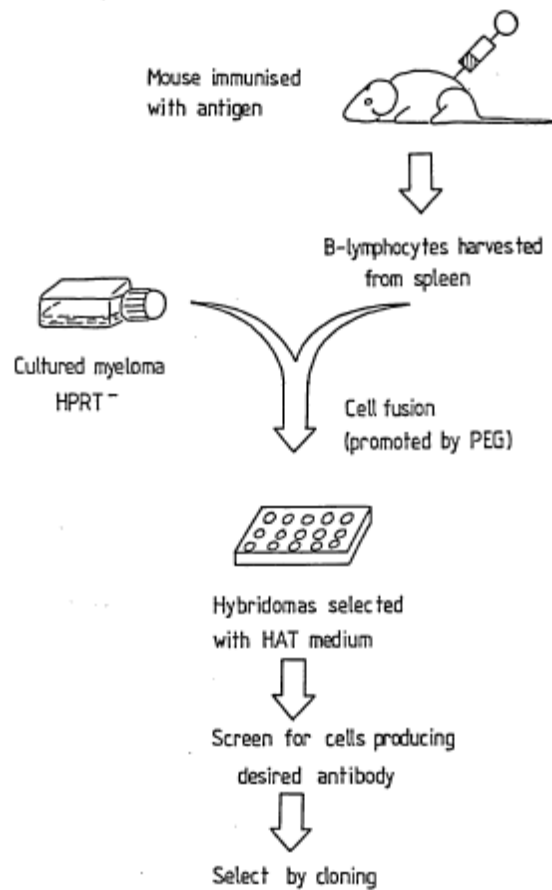 Mouse immunised
with antigen
B-lymphocytes harvested
from spleen
Cultured myeloma
HPRT⁻
Cell fusion
(promoted by PEG)
Hybridomas selected
with HAT medium
Screen for cells producing
desired antibody
Select by cloning